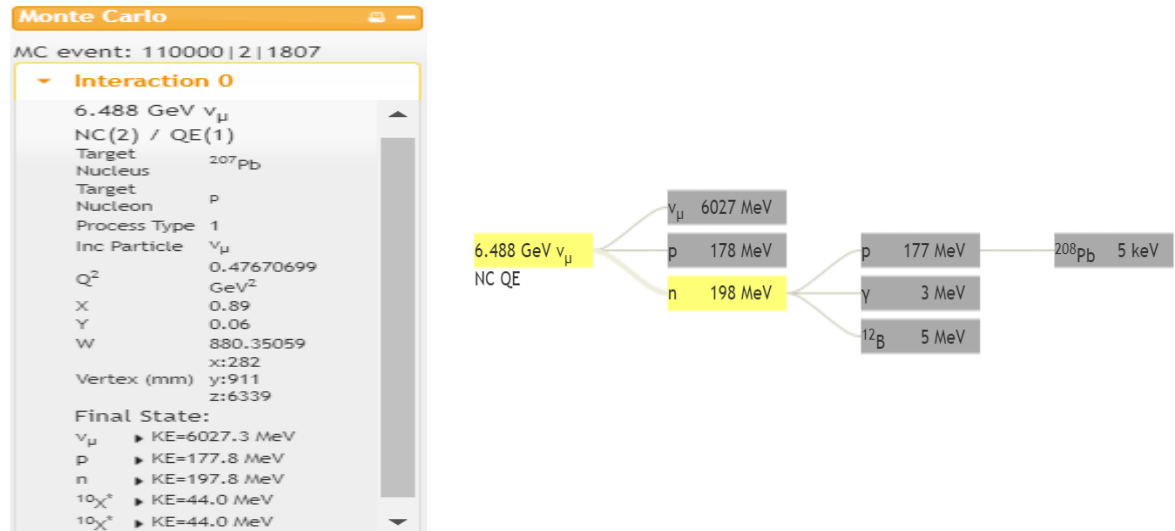 Monte Carlo
MC event: 110000|2|1807
Interaction 0
6.488 GeV νμ
NC(2) / QE(1)
Target Nucleus 207Pb
Target Nucleon P
Process Type 1
Inc Particle νμ
Q² 0.47670699 GeV²
X 0.89
Y 0.06
W 880.35059
Vertex (mm) x:282
y:911
z:6339
Final State:
νμ ▸ KE=6027.3 MeV
p ▸ KE=177.8 MeV
n ▸ KE=197.8 MeV
10X* ▸ KE=44.0 MeV
10X* ▸ KE=44.0 MeV
6.488 GeV νμ
NC QE
νμ 6027 MeV
p 178 MeV
n 198 MeV
p 177 MeV
γ 3 MeV
12B 5 MeV
208Pb 5 keV